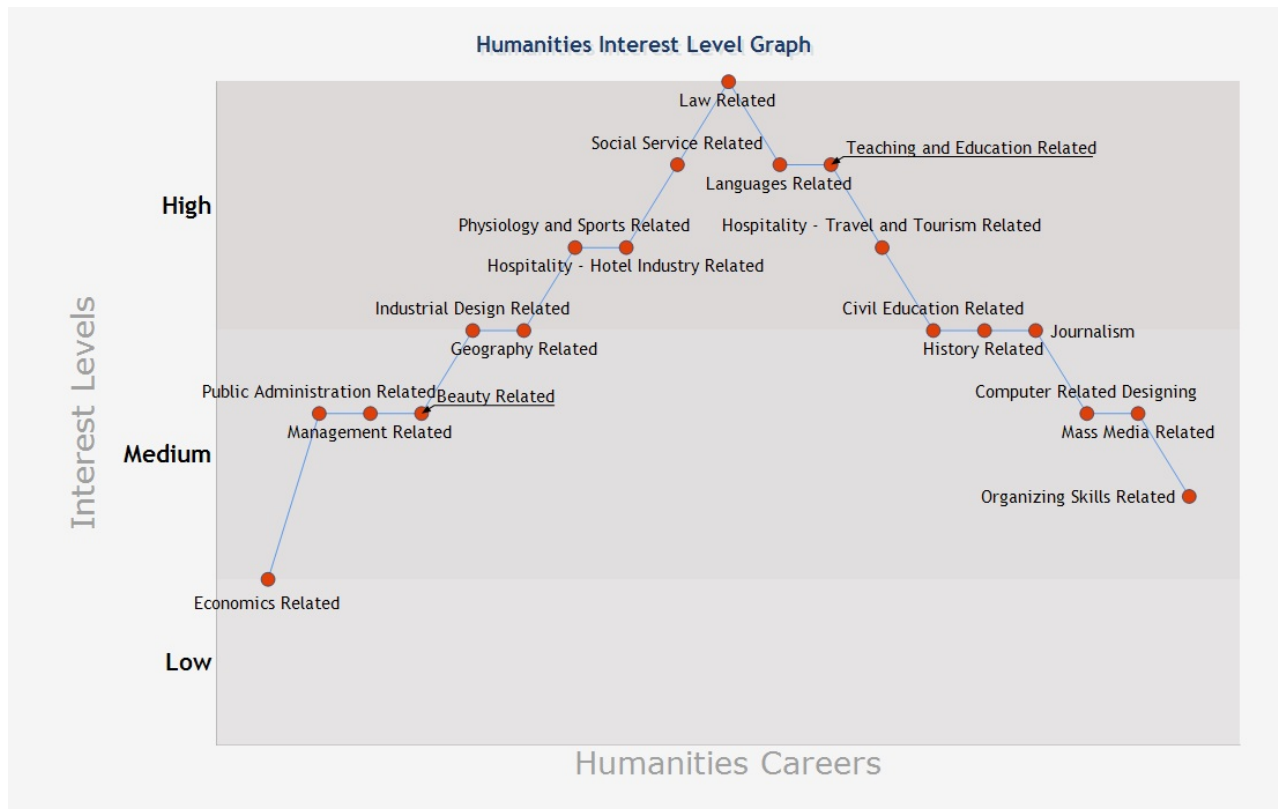 Humanities Interest Level Graph
Law Related
Social Service Related
Teaching and Education Related
Languages Related
High
Physiology and Sports Related
Hospitality - Travel and Tourism Related
Hospitality - Hotel Industry Related
Industrial Design Related
Civil Education Related
Journalism
Geography Related
History Related
Public Administration Related
Beauty Related
Computer Related Designing
Management Related
Mass Media Related
Medium
Interest Levels
Organizing Skills Related
Economics Related
Low
Humanities Careers